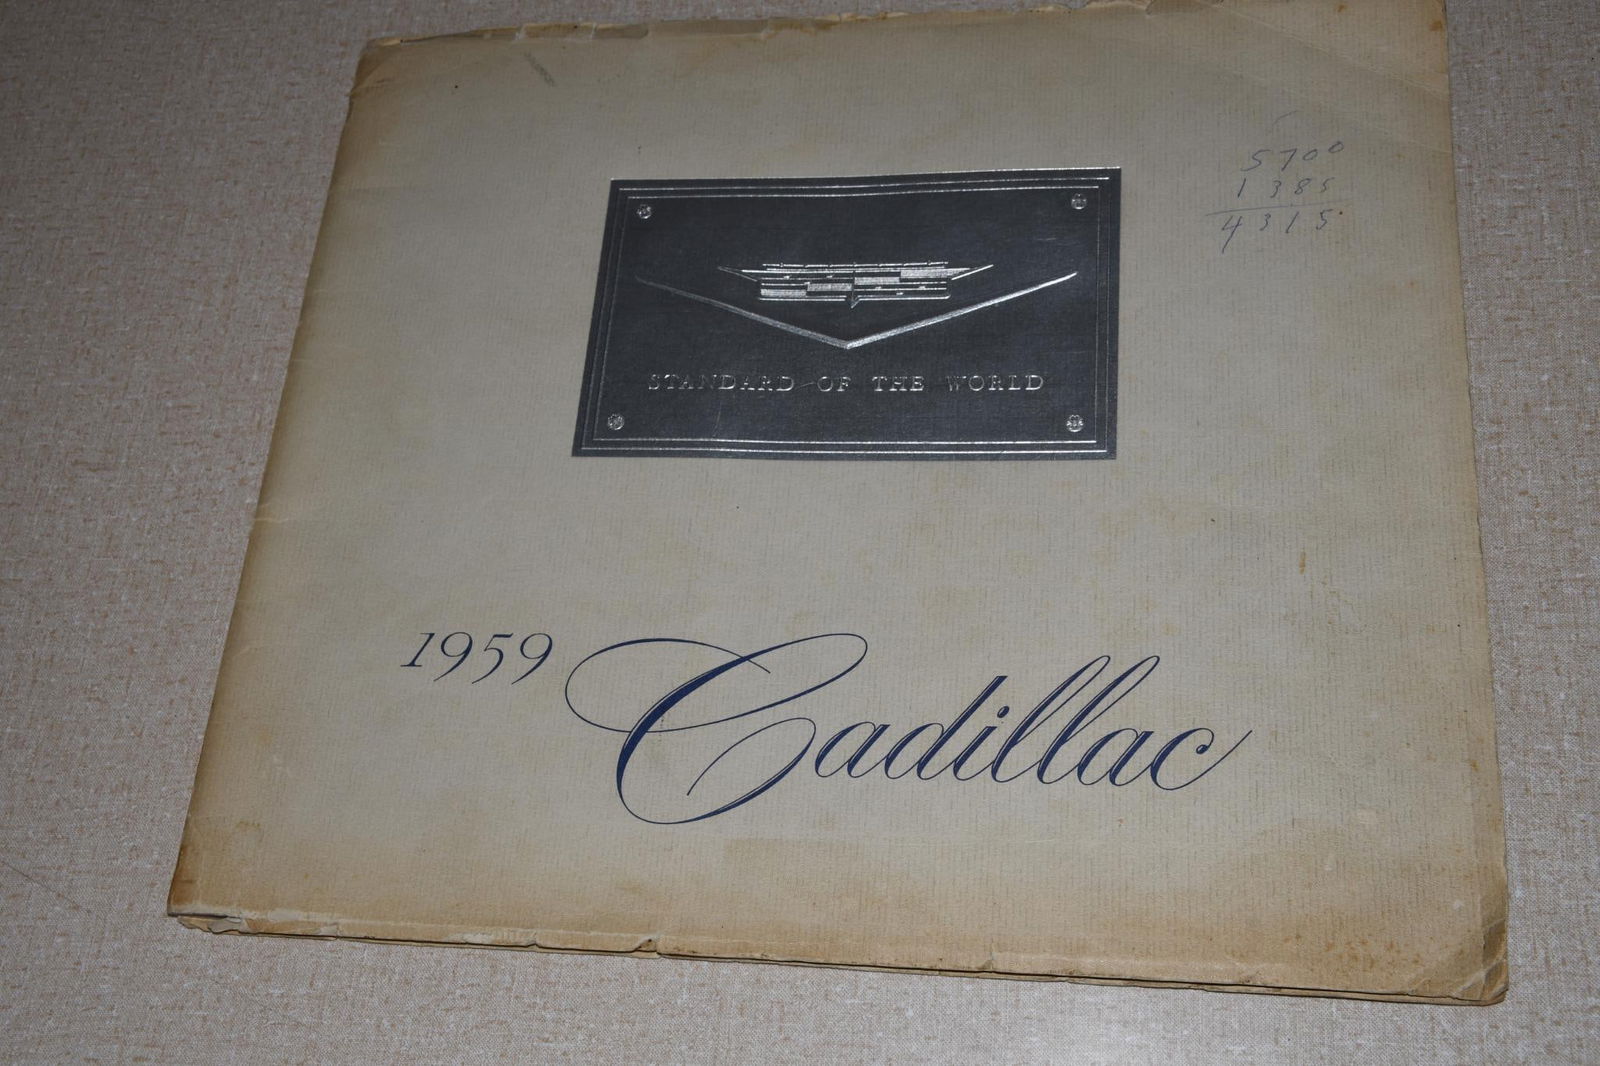 5700
1385
4315
STANDARD OF THE WORLD
1959 Cadillac